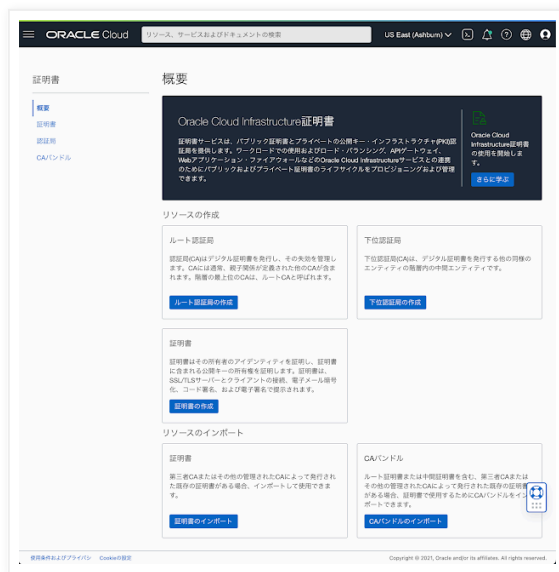 ORACLE Cloud
リソース、サービスおよびドキュメントの検索
US East (Ashburn)
証明書
概要
証明書
認証局
CAバンドル
概要
Oracle Cloud Infrastructure証明書
証明書サービスは、パブリック証明書とプライベートの公開キー・インフラストラクチャ(PKI)認
証局を提供します。ワークロードでの使用およびロード・バランシング、APIゲートウェイ、
Webアプリケーション・ファイアウォールなどのOracle Cloud Infrastructureサービスとの連携
のためにパブリックおよびプライベート証明書のライフサイクルをプロビジョニングおよび管理
できます。
Oracle Cloud
Infrastructure証明書
の使用を開始しま
す。
さらに学ぶ
リソースの作成
ルート認証局
認証局(CA)はデジタル証明書を発行し、その失効を管理し
ます。CAには通常、親子関係が定義された他のCAが含ま
れます。階層の最上位のCAは、ルートCAと呼ばれます。
ルート認証局の作成
下位認証局
下位認証局(CA)は、デジタル証明書を発行する他の同様の
エンティティの階層内の中間エンティティです。
下位認証局の作成
証明書
証明書はその所有者のアイデンティティを証明し、証明書
に含まれる公開キーの所有権を証明します。証明書は、
SSL/TLSサーバーとクライアントの接続、電子メール暗号
化、コード署名、および電子署名で提示されます。
証明書の作成
リソースのインポート
証明書
第三者CAまたはその他の管理されたCAによって発行され
た既存の証明書がある場合、インポートして使用できま
す。
証明書のインポート
CAバンドル
ルート証明書または中間証明書を含む、第三者CAまたは
その他の管理されたCAによって発行された既存の証明書
がある場合、証明書で使用するためにCAバンドルをイン
ポートできます。
CAバンドルのインポート
使用条件およびプライバシ
Cookieの設定
Copyright © 2021, Oracle and/or its affiliates. All rights reserved.